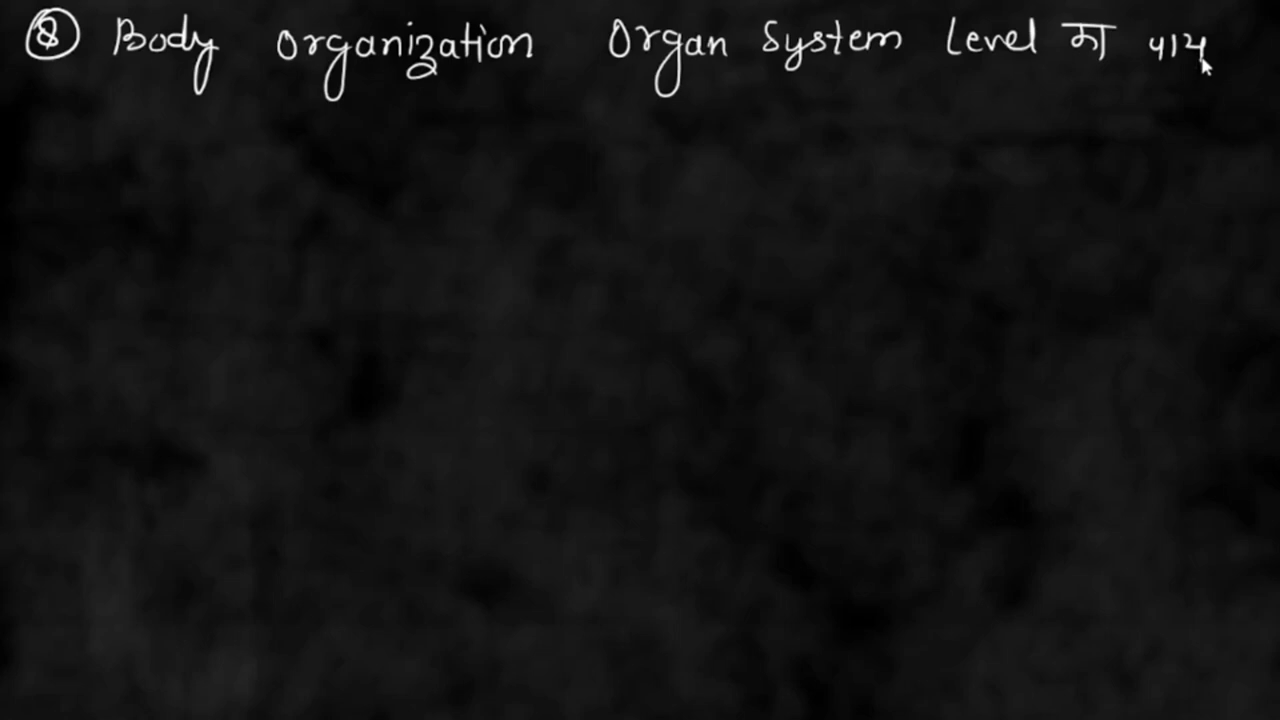 ⑧ Body organization Organ System Level का पाय